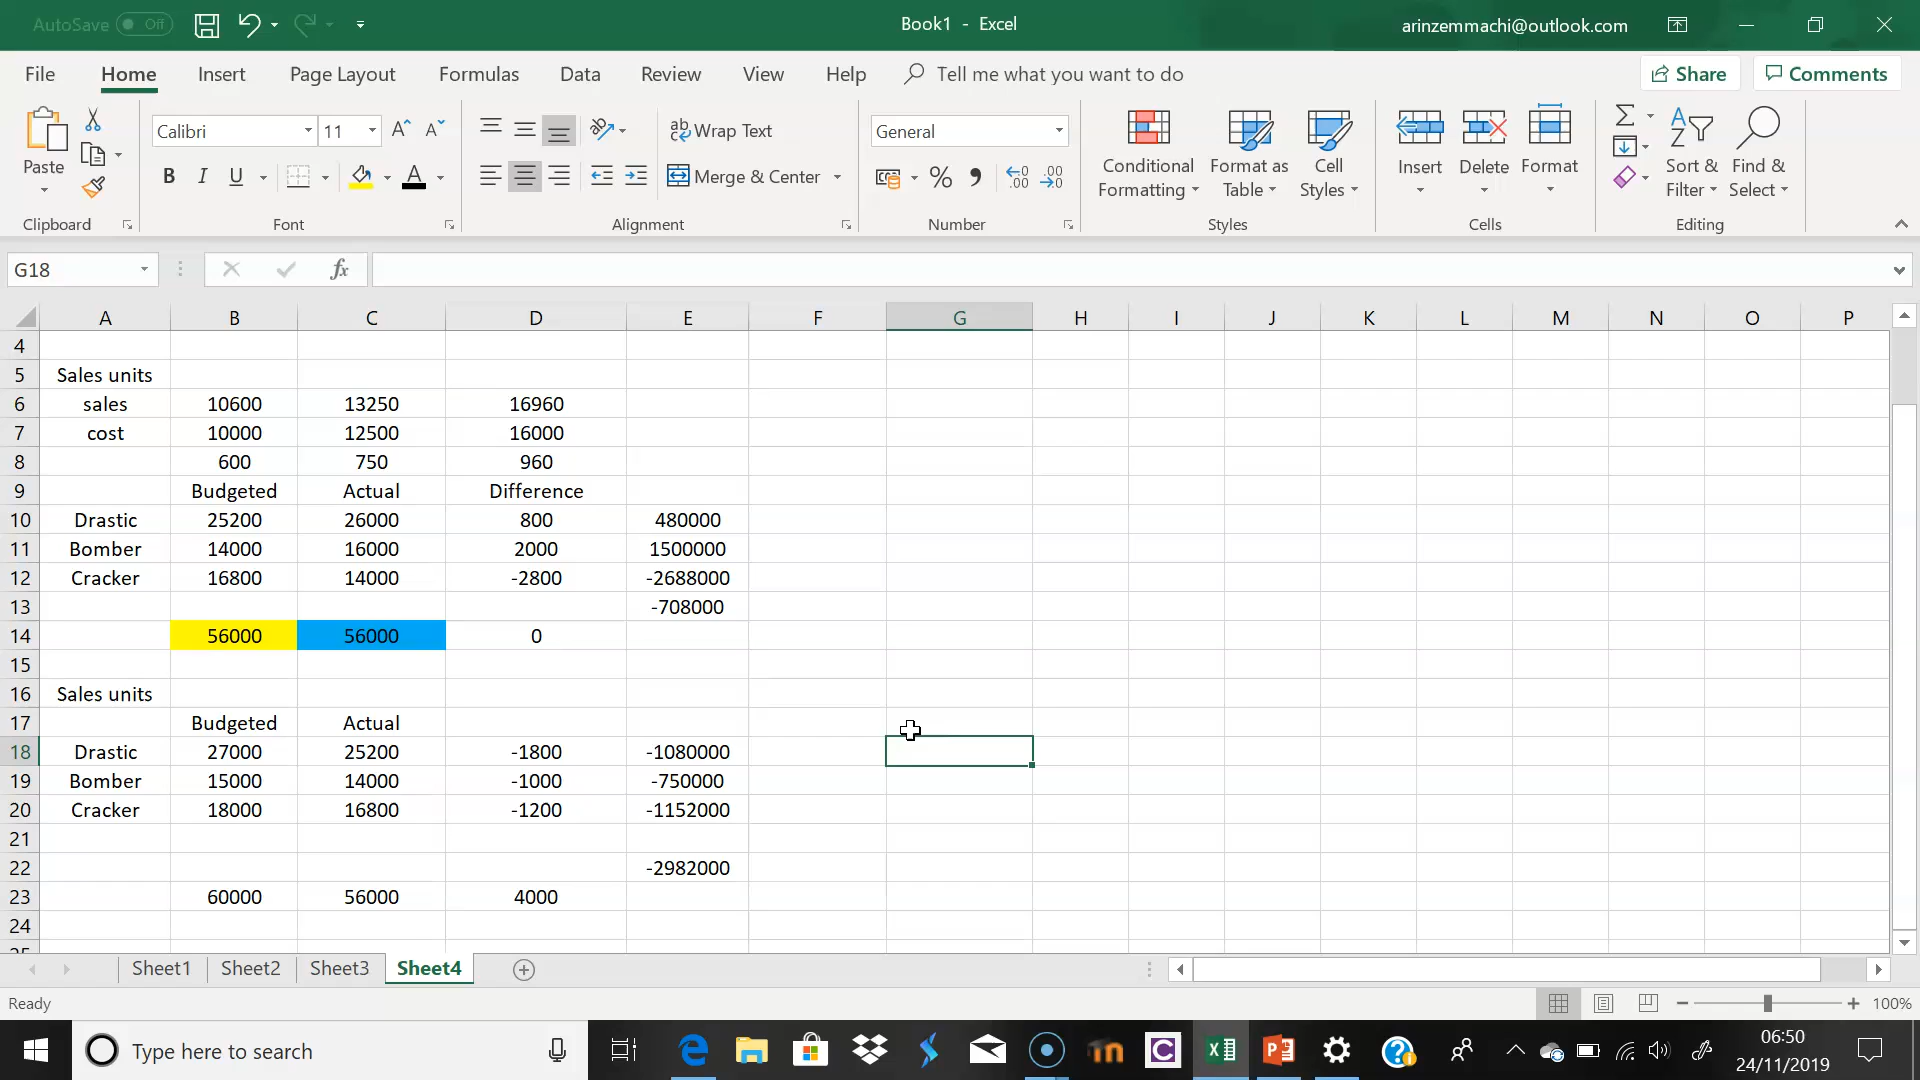 AutoSave Off
Book1 - Excel
arinzemmachi@outlook.com
File Home Insert Page Layout Formulas Data Review View Help Tell me what you want to do Share Comments
Calibri 11 ab Wrap Text General
Paste
B I U A Merge & Center % , .00 .00
Conditional Formatting
Format as Table
Cell Styles
Insert Delete Format
Sort & Filter
Find & Select
Clipboard Font Alignment Number Styles Cells Editing
G18 fx
A B C D E F G H I J K L M N O P
4
5 Sales units
6 sales 10600 13250 16960
7 cost 10000 12500 16000
8 600 750 960
9 Budgeted Actual Difference
10 Drastic 25200 26000 800 480000
11 Bomber 14000 16000 2000 1500000
12 Cracker 16800 14000 -2800 -2688000
13 -708000
14 56000 56000 0
15
16 Sales units
17 Budgeted Actual
18 Drastic 27000 25200 -1800 -1080000
19 Bomber 15000 14000 -1000 -750000
20 Cracker 18000 16800 -1200 -1152000
21
22 -2982000
23 60000 56000 4000
24
25
Sheet1 Sheet2 Sheet3 Sheet4
Ready 100%
Type here to search
06:50
24/11/2019